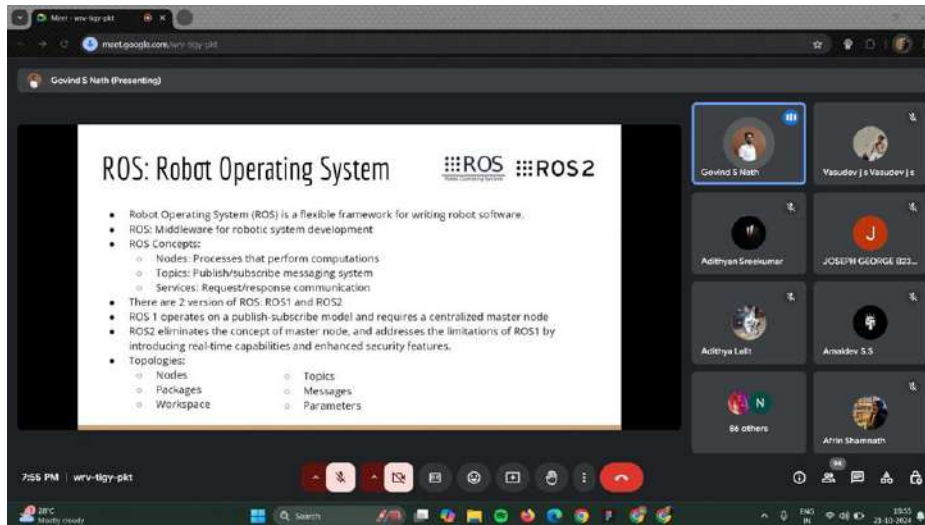 Meet - wrv-tigy-pkt
meet.google.com/wrv-tigy-pkt
Govind S Nath (Presenting)
ROS: Robot Operating System
ROS
ROS2
Robot Operating System (ROS) is a flexible framework for writing robot software.
ROS: Middleware for robotic system development
ROS Concepts:
Nodes: Processes that perform computations
Topics: Publish/subscribe messaging system
Services: Request/response communication
There are 2 version of ROS: ROS1 and ROS2
ROS 1 operates on a publish-subscribe model and requires a centralized master node
ROS2 eliminates the concept of master node, and addresses the limitations of ROS1 by
introducing real-time capabilities and enhanced security features.
Topologies:
Nodes
Packages
Workspace
Topics
Messages
Parameters
Govind S Nath
Vasudev j s Vasudev j s
Adithyan Sreekumar
J
JOSEPH GEORGE B23...
Adithya Lalit
Amaldev S.S
N
86 others
Afrin Shamnath
7:55 PM | wrv-tigy-pkt
94
28°C
Mostly cloudy
Search
ENG
IN
19:55
21-10-2024